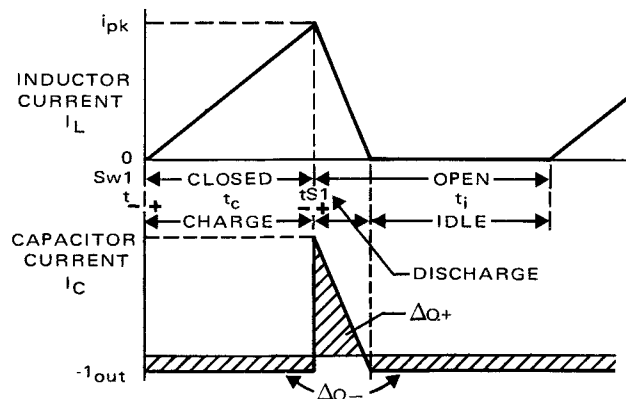 ipk
INDUCTOR
CURRENT
IL
0
Sw1 CLOSED OPEN
t-+ tc tS1 -+ ti
CHARGE IDLE
CAPACITOR
CURRENT
IC
DISCHARGE
ΔQ+
-1out
ΔQ-